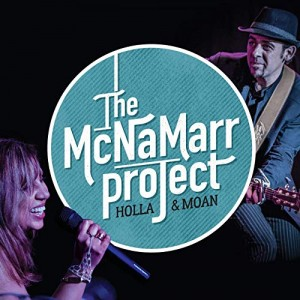 The
McNaMarr
project
HOLLA & MOAN